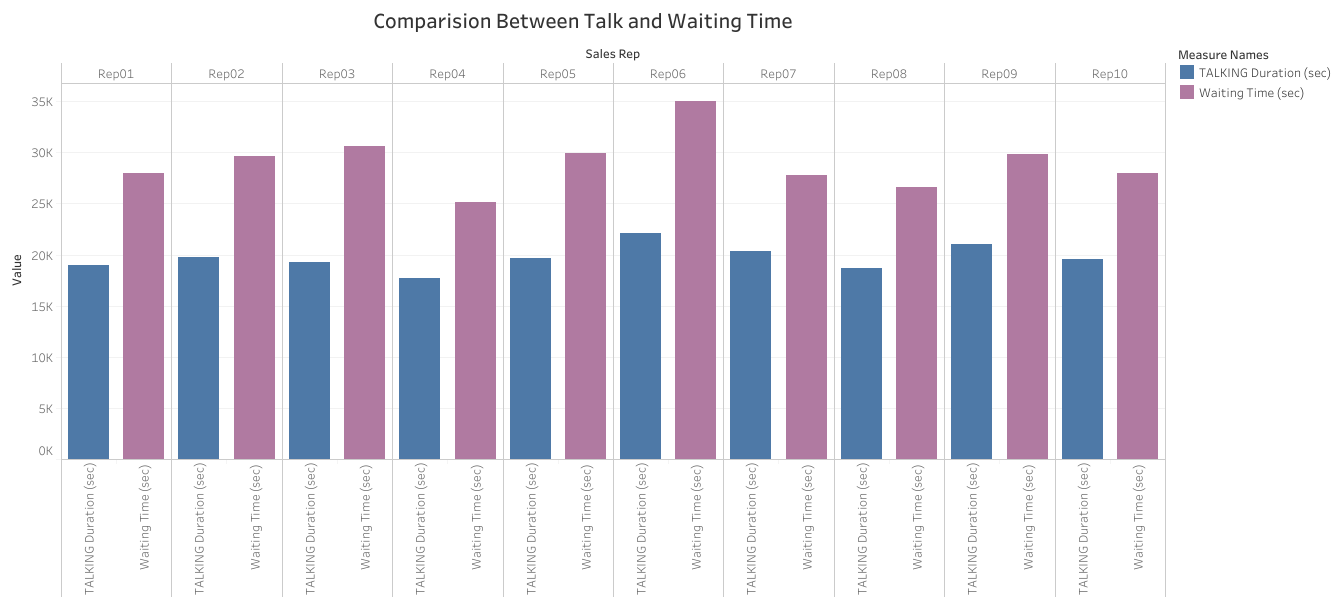 Comparision Between Talk and Waiting Time
Sales Rep
Rep01 Rep02 Rep03 Rep04 Rep05 Rep06 Rep07 Rep08 Rep09 Rep10
Measure Names
TALKING Duration (sec)
Waiting Time (sec)
Value
35K
30K
25K
20K
15K
10K
5K
0K
TALKING Duration (sec)
Waiting Time (sec)
TALKING Duration (sec)
Waiting Time (sec)
TALKING Duration (sec)
Waiting Time (sec)
TALKING Duration (sec)
Waiting Time (sec)
TALKING Duration (sec)
Waiting Time (sec)
TALKING Duration (sec)
Waiting Time (sec)
TALKING Duration (sec)
Waiting Time (sec)
TALKING Duration (sec)
Waiting Time (sec)
TALKING Duration (sec)
Waiting Time (sec)
TALKING Duration (sec)
Waiting Time (sec)